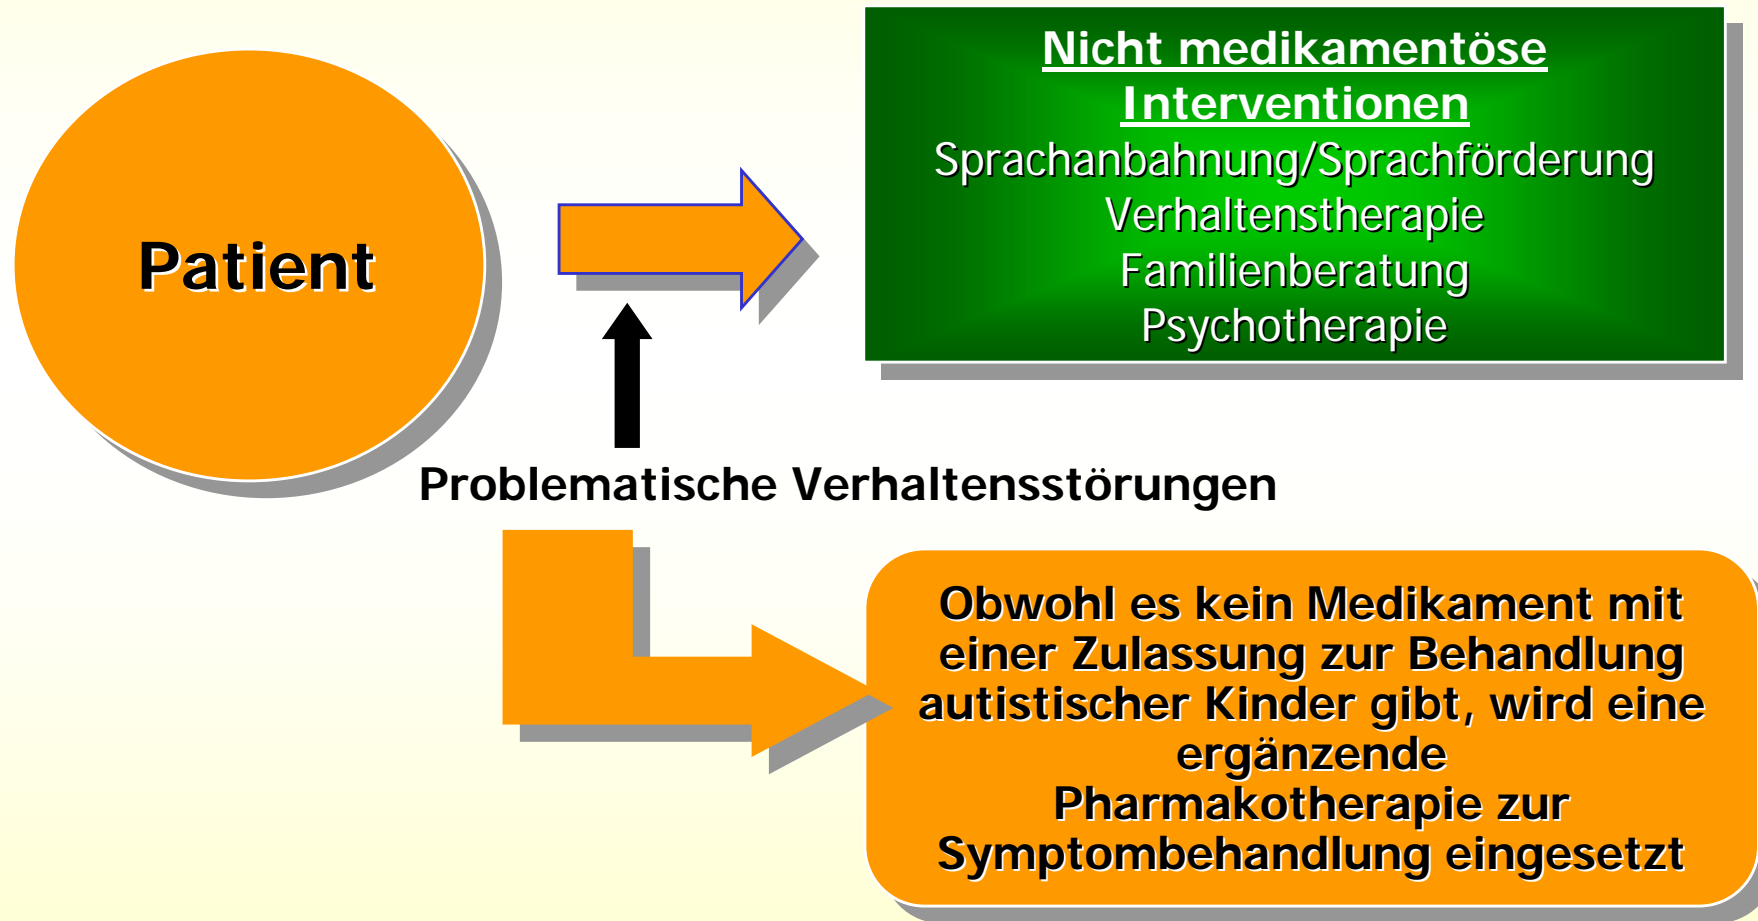 Patient
Nicht medikamentöse
Interventionen
Sprachanbahnung/Sprachförderung
Verhaltenstherapie
Familienberatung
Psychotherapie
Problematische Verhaltensstörungen
Obwohl es kein Medikament mit
einer Zulassung zur Behandlung
autistischer Kinder gibt, wird eine
ergänzende
Pharmakotherapie zur
Symptombehandlung eingesetzt